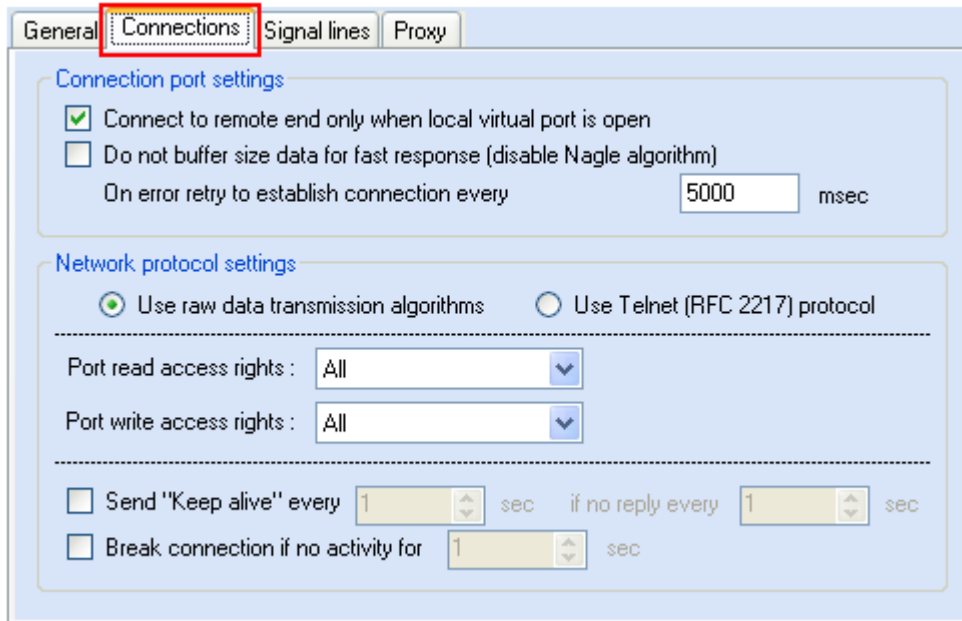 General Connections Signal lines Proxy
Connection port settings
Connect to remote end only when local virtual port is open
Do not buffer size data for fast response (disable Nagle algorithm)
On error retry to establish connection every 5000 msec
Network protocol settings
Use raw data transmission algorithms Use Telnet (RFC 2217) protocol
Port read access rights : All
Port write access rights : All
Send "Keep alive" every 1 sec if no reply every 1 sec
Break connection if no activity for 1 sec